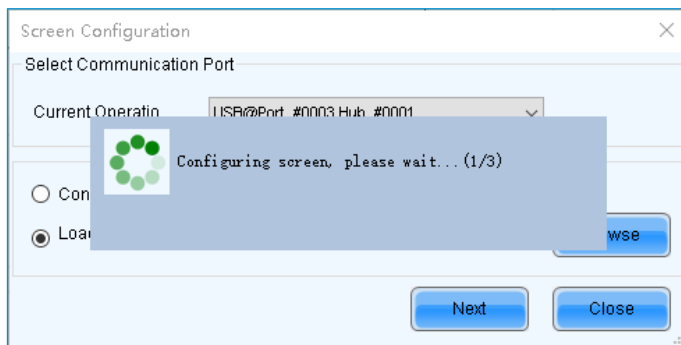 Screen Configuration
Select Communication Port
Current Operatio USB@Port_#0003.Hub_#0001
Configuring screen, please wait...(1/3)
Con
Loa wse
Next Close